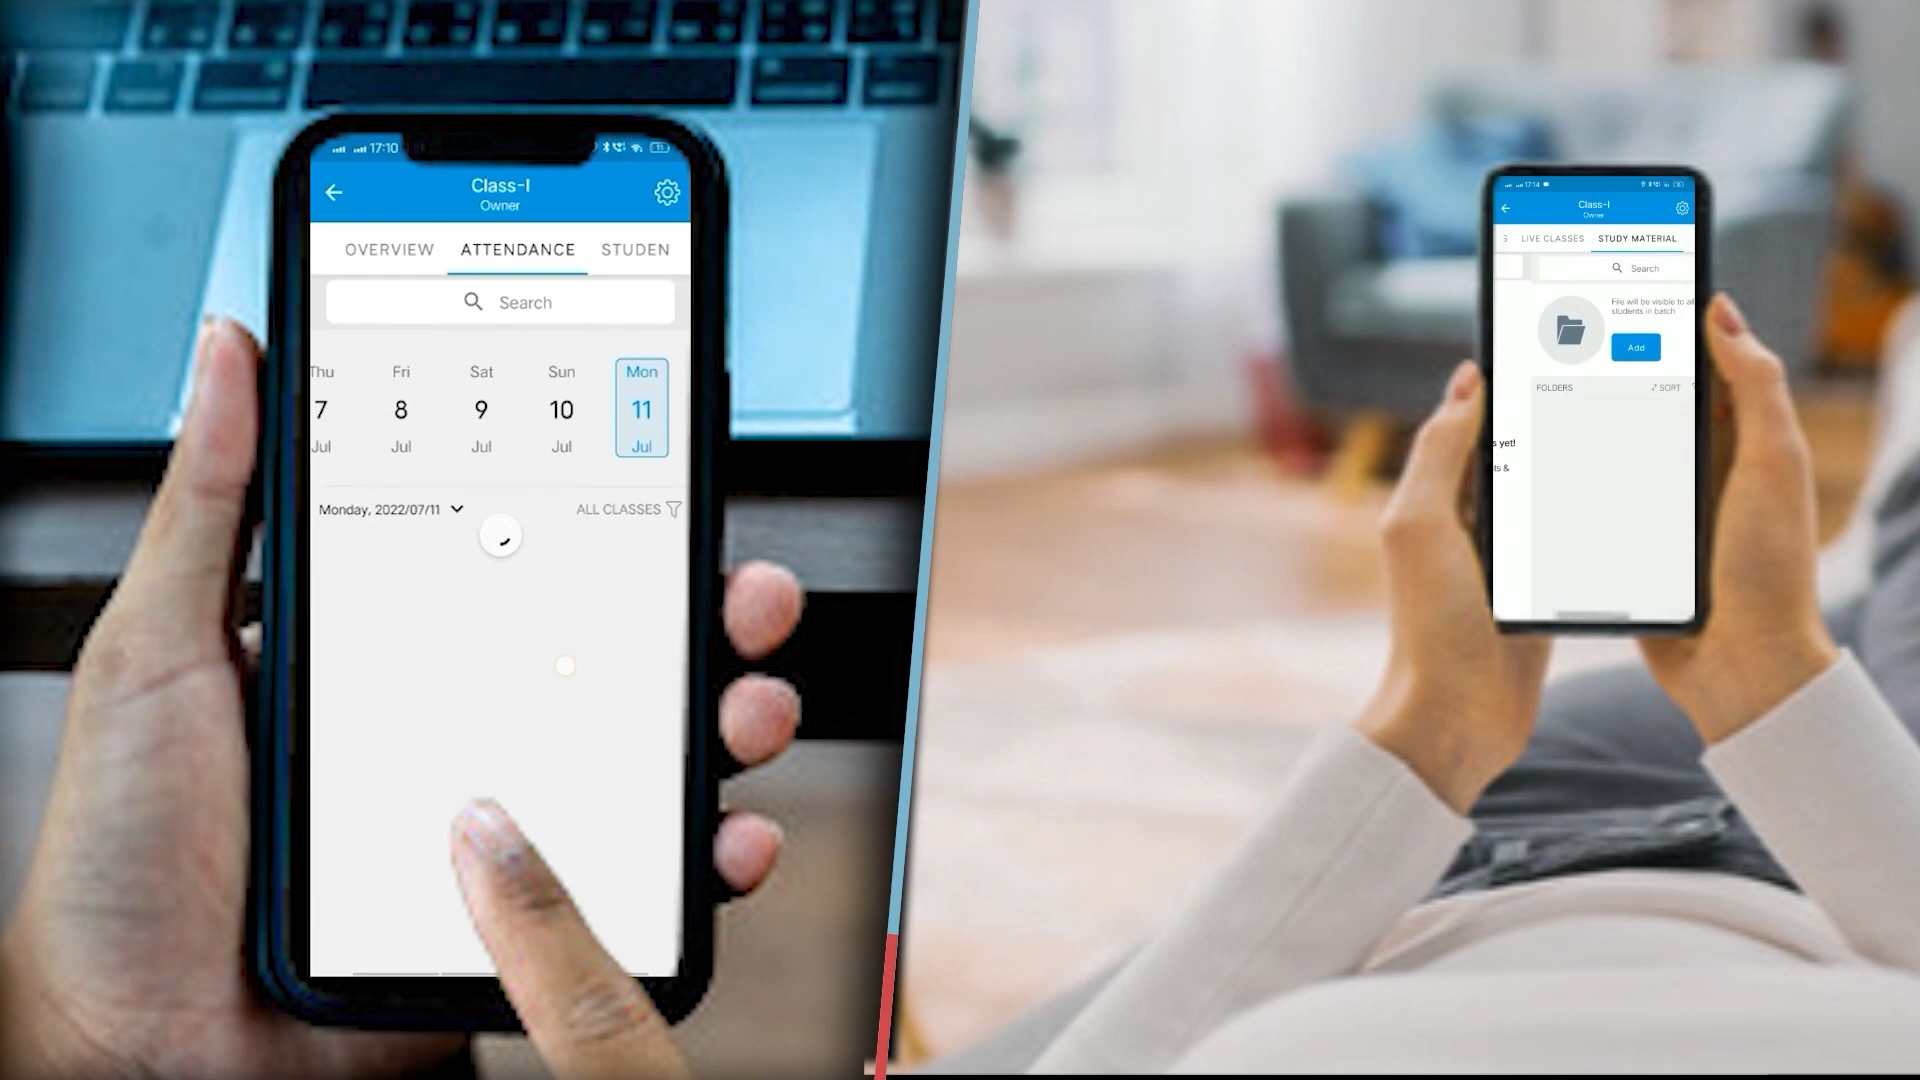 17:10
Class-I
Owner
OVERVIEW ATTENDANCE STUDEN
Search
Thu Fri Sat Sun Mon
7 8 9 10 11
Jul Jul Jul Jul Jul
Monday, 2022/07/11 ALL CLASSES
17:14
Class-I
Owner
S LIVE CLASSES STUDY MATERIAL
Search
File will be visible to all
students in batch
Add
FOLDERS SORT
s yet!
ts &